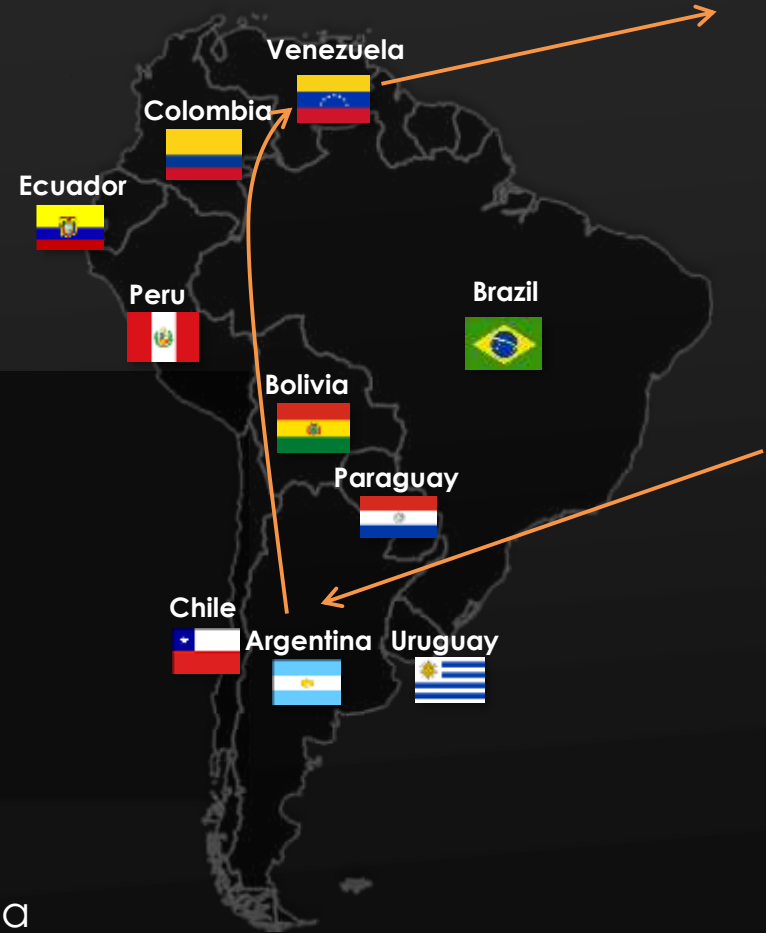 Venezuela
Colombia
Ecuador
Peru
Brazil
Bolivia
Paraguay
Chile
Argentina
Uruguay
a